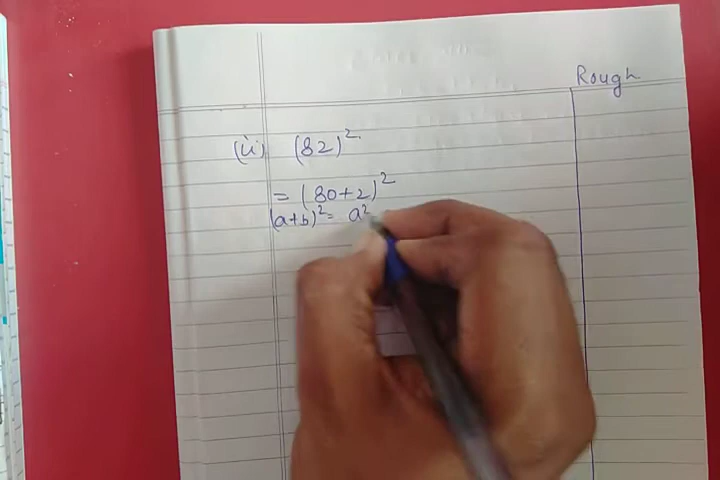 Rough
(ii) (82)²
= (80+2)²
(a+b)² = a²